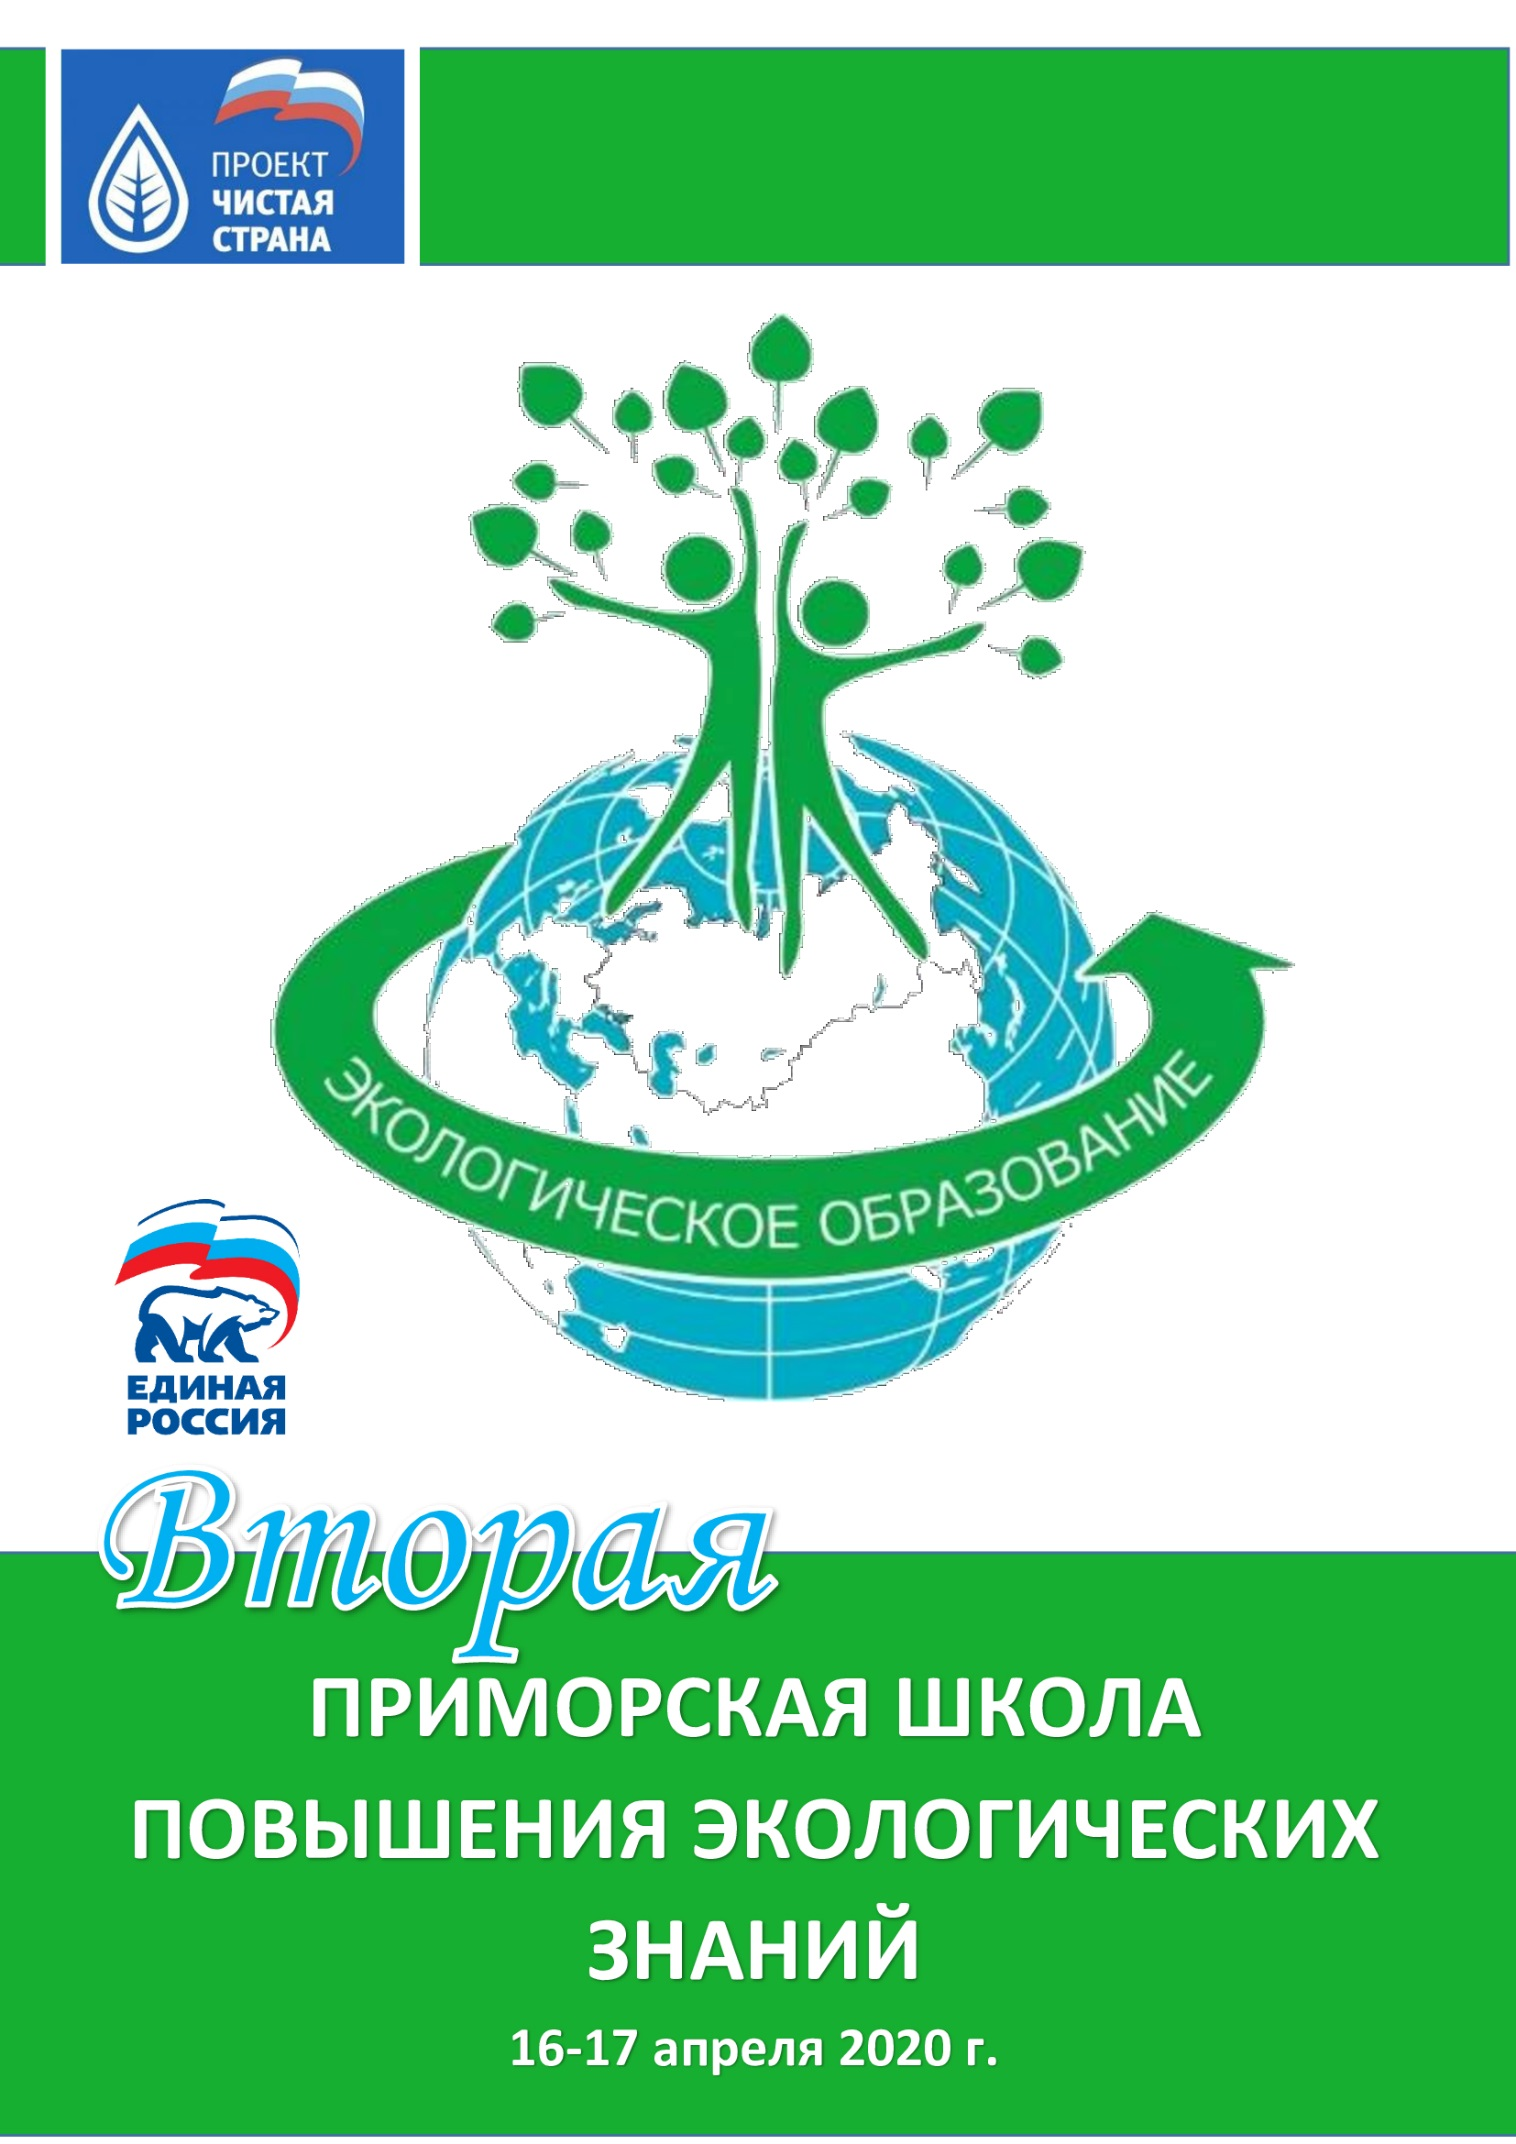 ПРОЕКТ
ЧИСТАЯ
СТРАНА
ЭКОЛОГИЧЕСКОЕ ОБРАЗОВАНИЕ
ЕДИНАЯ
РОССИЯ
Вторая
ПРИМОРСКАЯ ШКОЛА
ПОВЫШЕНИЯ ЭКОЛОГИЧЕСКИХ
ЗНАНИЙ
16-17 апреля 2020 г.